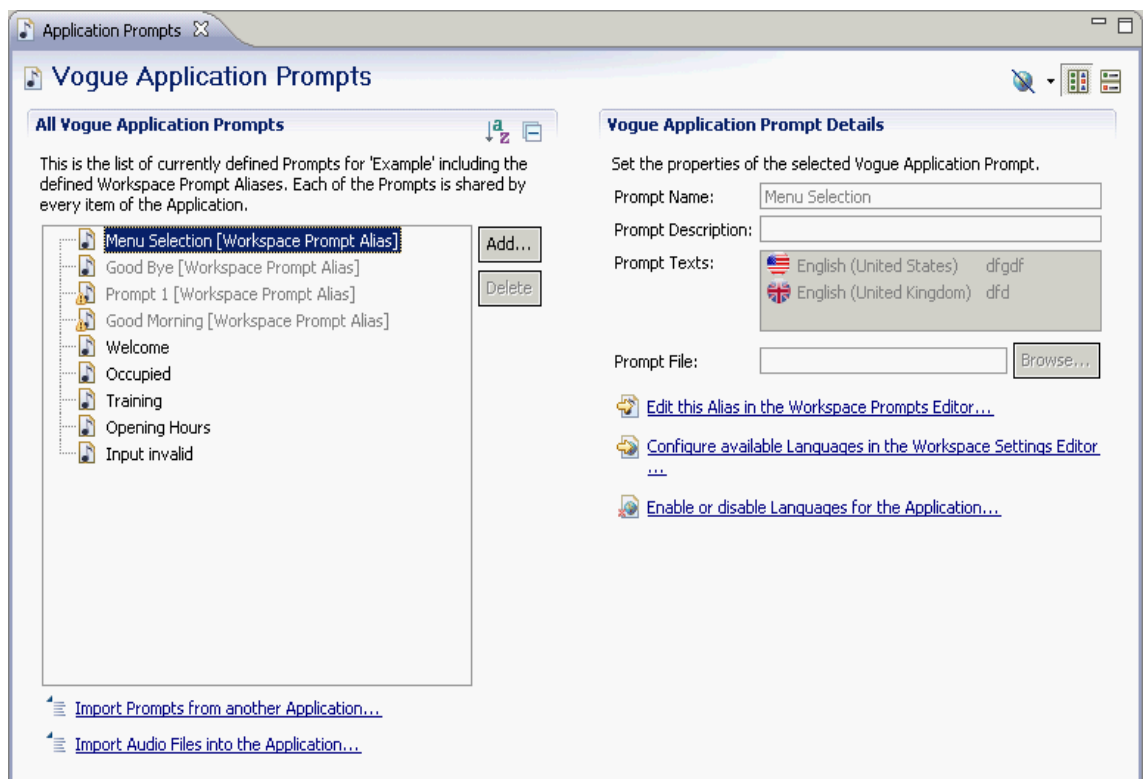 Application Prompts
Vogue Application Prompts
All Vogue Application Prompts
a
z
This is the list of currently defined Prompts for 'Example' including the
defined Workspace Prompt Aliases. Each of the Prompts is shared by
every item of the Application.
Menu Selection [Workspace Prompt Alias]
Good Bye [Workspace Prompt Alias]
Prompt 1 [Workspace Prompt Alias]
Good Morning [Workspace Prompt Alias]
Welcome
Occupied
Training
Opening Hours
Input invalid
Add...
Delete
Import Prompts from another Application...
Import Audio Files into the Application...
Vogue Application Prompt Details
Set the properties of the selected Vogue Application Prompt.
Prompt Name: Menu Selection
Prompt Description:
Prompt Texts: English (United States) dfgdf
English (United Kingdom) dfd
Prompt File: Browse...
Edit this Alias in the Workspace Prompts Editor...
Configure available Languages in the Workspace Settings Editor
...
Enable or disable Languages for the Application...